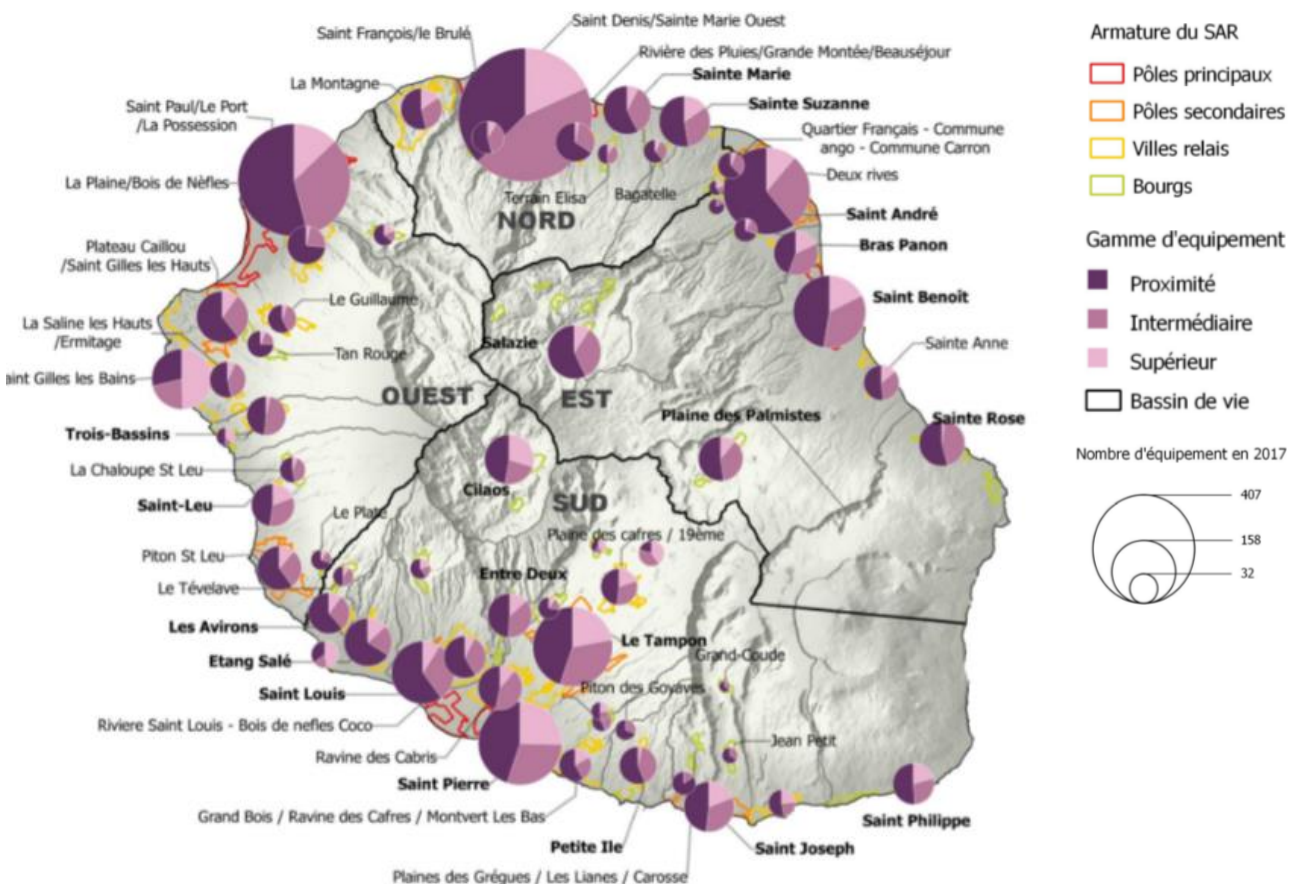 Saint Denis/Sainte Marie Ouest
Saint François/le Brulé
Rivière des Pluies/Grande Montée/Beauséjour
La Montagne
Sainte Marie
Sainte Suzanne
Saint Paul/Le Port
/La Possession
Quartier Français - Commune
ango - Commune Carron
La Plaine/Bois de Nèfles
Deux rives
Terrain Elisa
Bagatelle
NORD
Saint André
Bras Panon
Plateau Caillou
/Saint Gilles les Hauts
Saint Benoît
Le Guillaume
La Saline les Hauts
/Ermitage
Salazie
Sainte Anne
Tan Rouge
aint Gilles les Bains
OUEST
EST
Plaine des Palmistes
Sainte Rose
Trois-Bassins
La Chaloupe St Leu
Cilaos
SUD
Saint-Leu
Le Plate
Plaine des cafres / 19ème
Piton St Leu
Entre Deux
Le Tévelave
Les Avirons
Le Tampon
Grand-Coude
Etang Salé
Saint Louis
Piton des Goyaves
Riviere Saint Louis - Bois de nefles Coco
Jean Petit
Ravine des Cabris
Saint Pierre
Grand Bois / Ravine des Cafres / Montvert Les Bas
Saint Philippe
Petite Ile
Saint Joseph
Plaines des Grégues / Les Lianes / Carosse
Armature du SAR
Pôles principaux
Pôles secondaires
Villes relais
Bourgs
Gamme d'equipement
Proximité
Intermédiaire
Supérieur
Bassin de vie
Nombre d'équipement en 2017
407
158
32